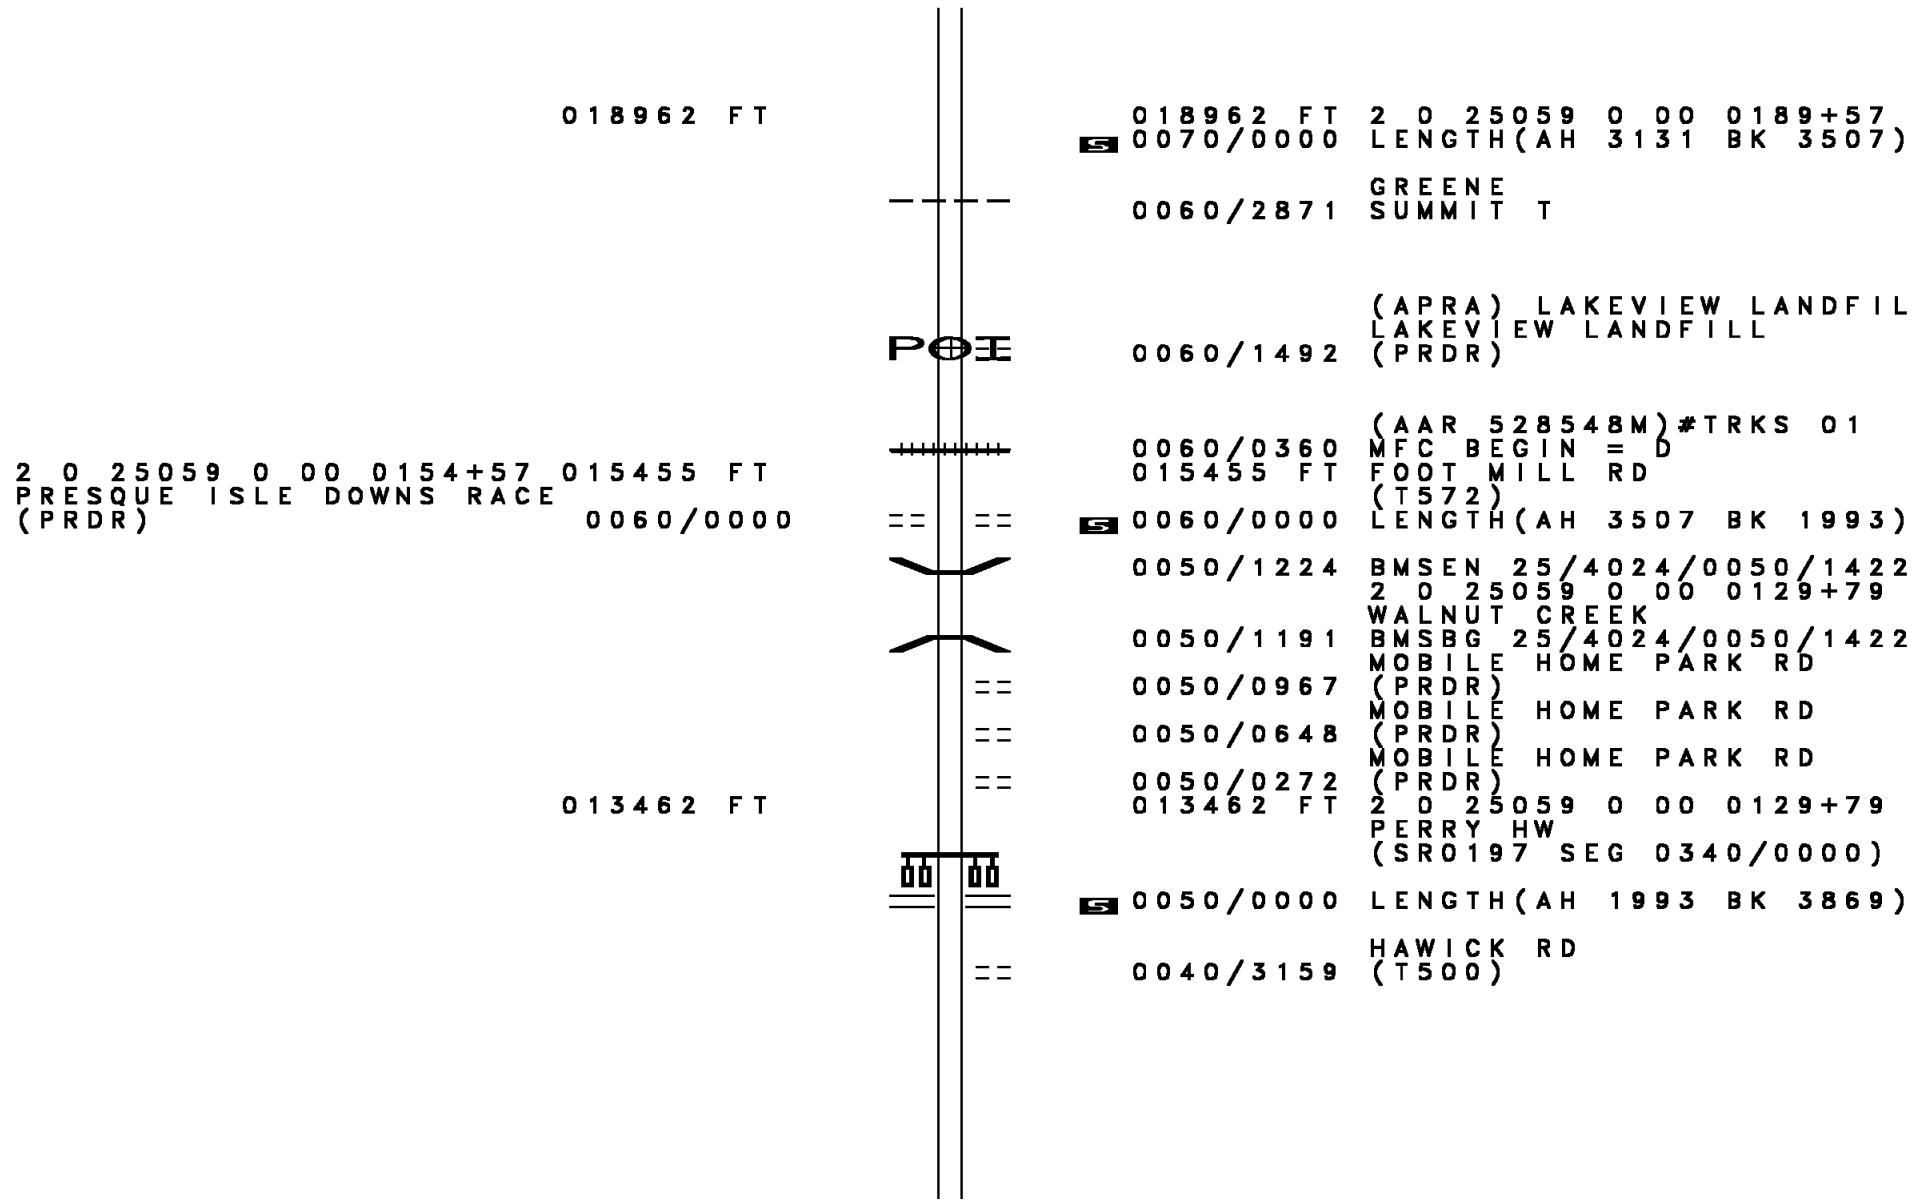 018962 FT 018962 FT 2 0 25059 0 00 0189+57
S 0070/0000 LENGTH(AH 3131 BK 3507)
GREENE
0060/2871 SUMMIT T
(APRA) LAKEVIEW LANDFIL
LAKEVIEW LANDFILL
POI 0060/1492 (PRDR)
(AAR 528548M)#TRKS 01
0060/0360 MFC BEGIN = D
2 0 25059 0 00 0154+57 015455 FT 015455 FT FOOT MILL RD
PRESQUE ISLE DOWNS RACE (T572)
(PRDR) 0060/0000 S 0060/0000 LENGTH(AH 3507 BK 1993)
0050/1224 BMSEN 25/4024/0050/1422
2 0 25059 0 00 0129+79
WALNUT CREEK
0050/1191 BMSBG 25/4024/0050/1422
MOBILE HOME PARK RD
0050/0967 (PRDR)
MOBILE HOME PARK RD
0050/0648 (PRDR)
MOBILE HOME PARK RD
0050/0272 (PRDR)
013462 FT 013462 FT 2 0 25059 0 00 0129+79
PERRY HW
(SR0197 SEG 0340/0000)
S 0050/0000 LENGTH(AH 1993 BK 3869)
HAWICK RD
0040/3159 (T500)